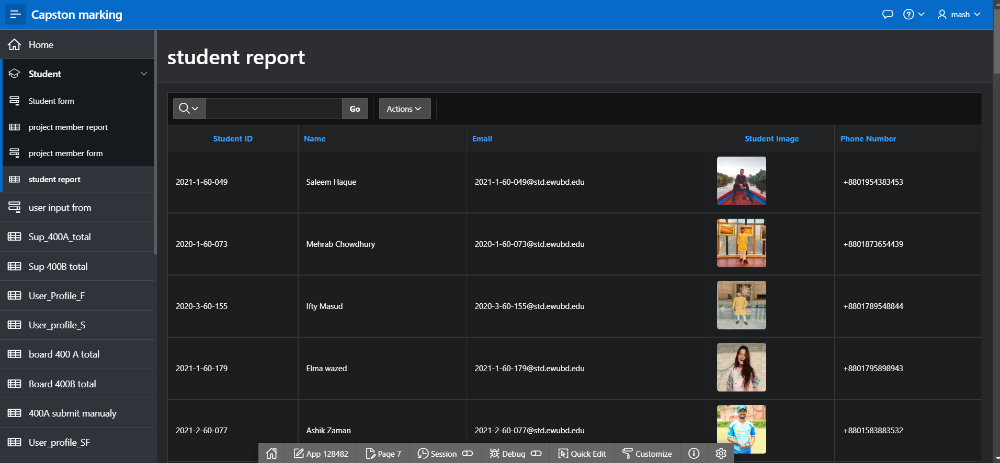 Capston marking
mash
Home
Student
Student form
project member report
project member form
student report
user input from
Sup_400A_total
Sup 400B total
User_Profile_F
User_profile_S
board 400 A total
Board 400B total
400A submit manualy
User_profile_SF
student report
Go
Actions
Student ID Name Email Student Image Phone Number
2021-1-60-049 Saleem Haque 2021-1-60-049@std.ewubd.edu +8801954383453
2020-1-60-073 Mehrab Chowdhury 2020-1-60-073@std.ewubd.edu +8801873654439
2020-3-60-155 Ifty Masud 2020-3-60-155@std.ewubd.edu +8801789548844
2021-1-60-179 Elma wazed 2021-1-60-179@std.ewubd.edu +8801795898943
2021-2-60-077 Ashik Zaman 2021-2-60-077@std.ewubd.edu +8801583883532
App 128482 Page 7 Session Debug Quick Edit Customize